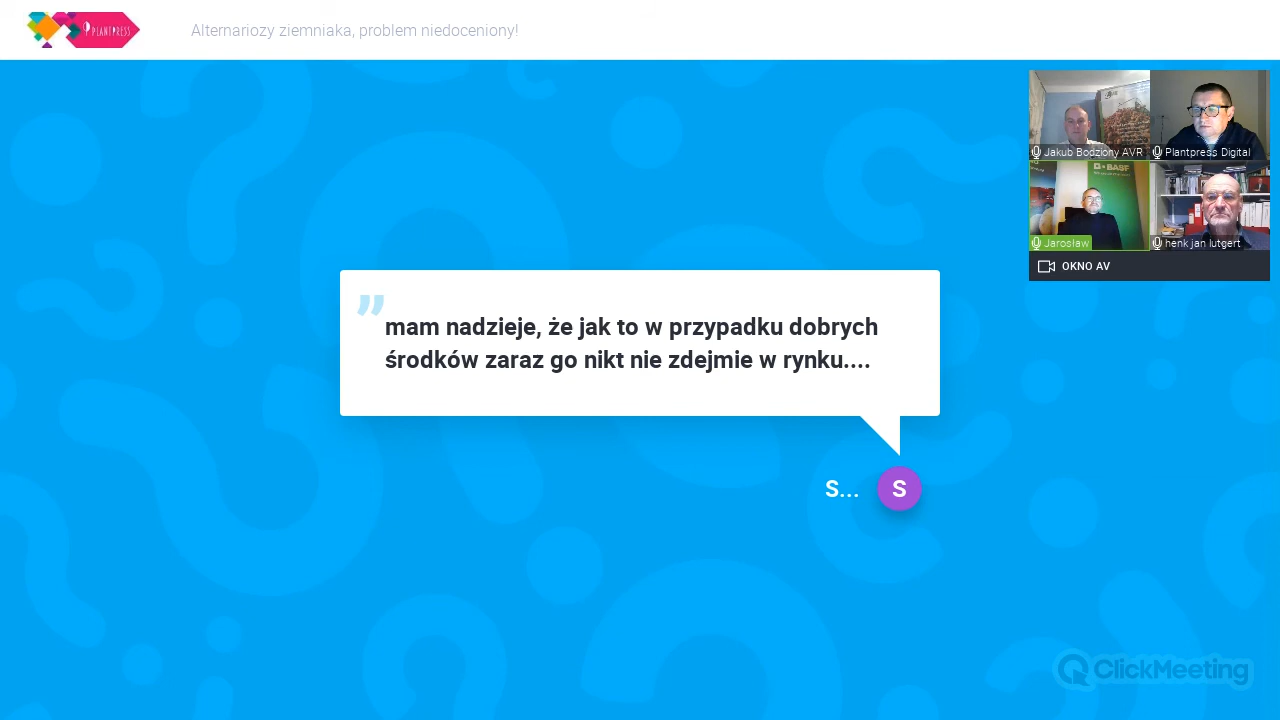 PLANTPRESS
Alternariozy ziemniaka, problem niedoceniony!
Jakub Bodziony AVR
Plantpress Digital
BASF
Jarosław
henk jan lutgert
OKNO AV
”
mam nadzieje, że jak to w przypadku dobrych
środków zaraz go nikt nie zdejmie w rynku....
S...
S
ClickMeeting